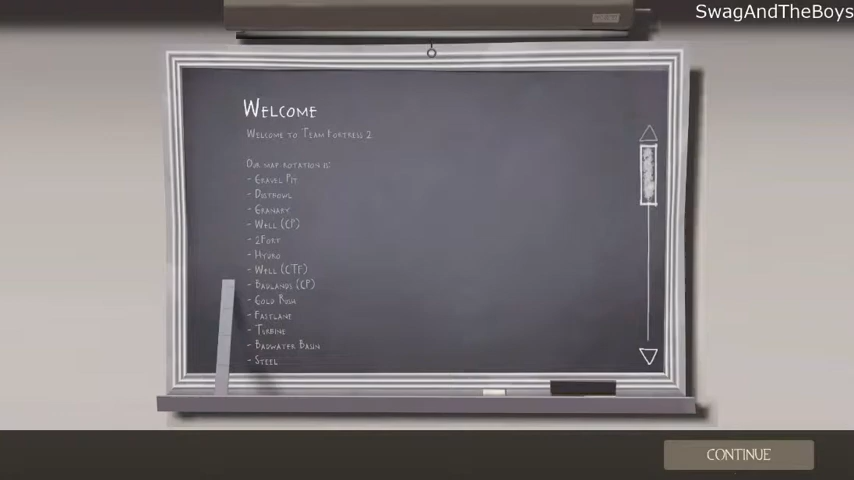 SwagAndTheBoys
Welcome
Welcome to Team Fortress 2
Our map rotation is:
- Gravel Pit
- Dustbowl
- Granary
- Well (CP)
- 2Fort
- Hydro
- Well (CTF)
- Badlands (CP)
- Gold Rush
- Fastlane
- Turbine
- Badwater Basin
- Steel
CONTINUE